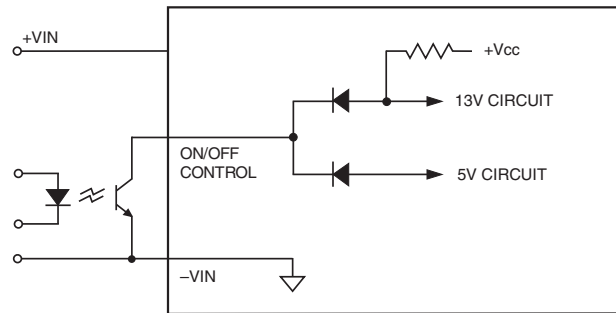 +VIN
+Vcc
13V CIRCUIT
ON/OFF
CONTROL
5V CIRCUIT
–VIN